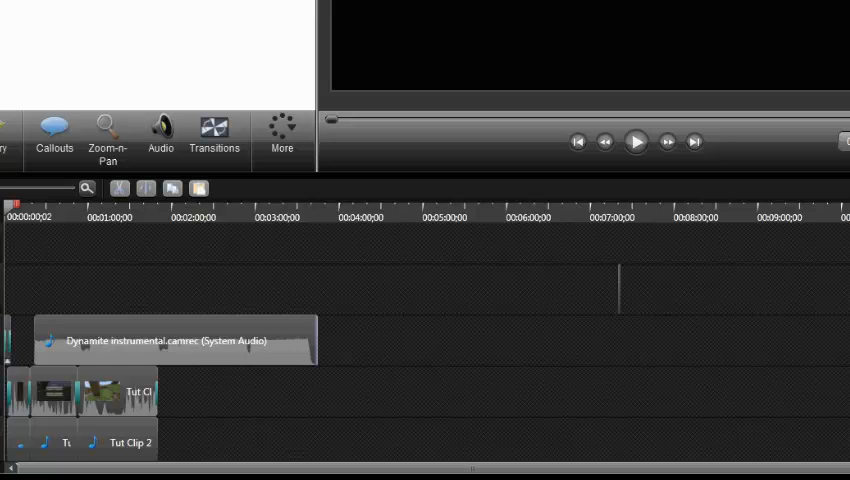 ry
Callouts
Zoom-n-
Pan
Audio
Transitions
More
00:00:00;02
00:01:00;00
00:02:00;00
00:03:00;00
00:04:00;00
00:05:00;00
00:06:00;00
00:07:00;00
00:08:00;00
00:09:00;00
Dynamite instrumental.camrec (System Audio)
Tut Cl
Tu
Tut Clip 2